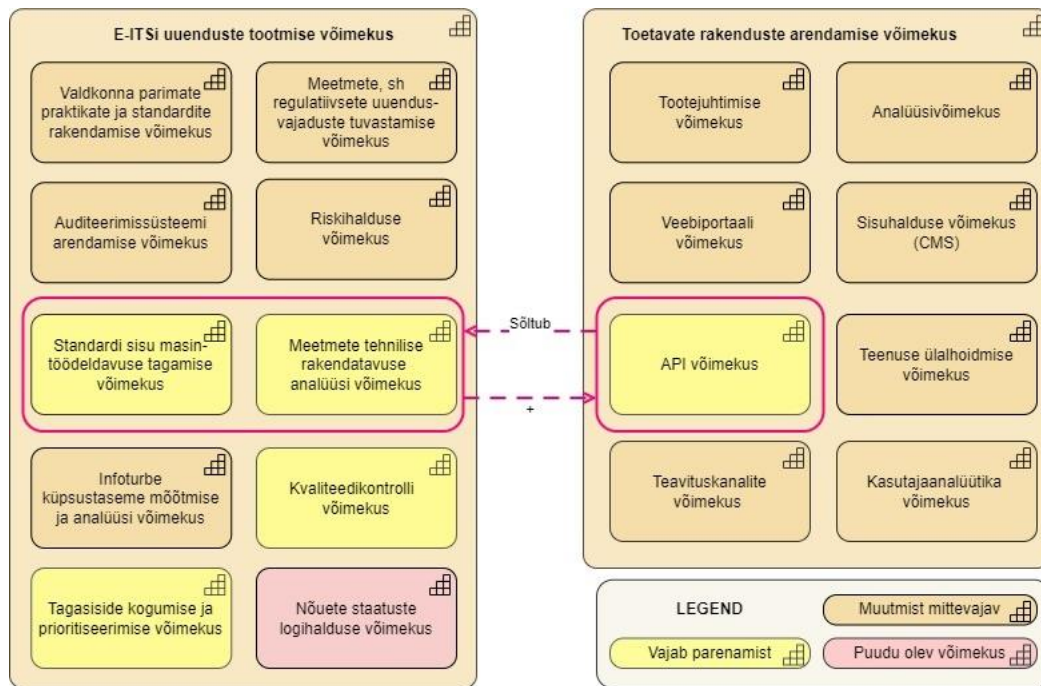 E-ITSi uuenduste tootmise võimekus
Valdkonna parimate
praktikate ja standardite
rakendamise võimekus
Meetmete, sh
regulatiivsete uuendus-
vajaduste tuvastamise
võimekus
Auditeerimissüsteemi
arendamise võimekus
Riskihalduse
võimekus
Standardi sisu masin-
töödeldavuse tagamise
võimekus
Meetmete tehnilise
rakendatavuse
analüüsi võimekus
Infoturbe
küpsustaseme mõõtmise
ja analüüsi võimekus
Kvaliteedikontrolli
võimekus
Tagasiside kogumise ja
prioritiseerimise võimekus
Nõuete staatuste
logihalduse võimekus
Sõltub
+
Toetavate rakenduste arendamise võimekus
Tootejuhtimise
võimekus
Analüüsivõimekus
Veebiportaali
võimekus
Sisuhalduse võimekus
(CMS)
API võimekus
Teenuse ülalhoidmise
võimekus
Teavituskanalite
võimekus
Kasutajaanalüütika
võimekus
LEGEND
Muutmist mittevajav
Vajab parenamist
Puudu olev võimekus